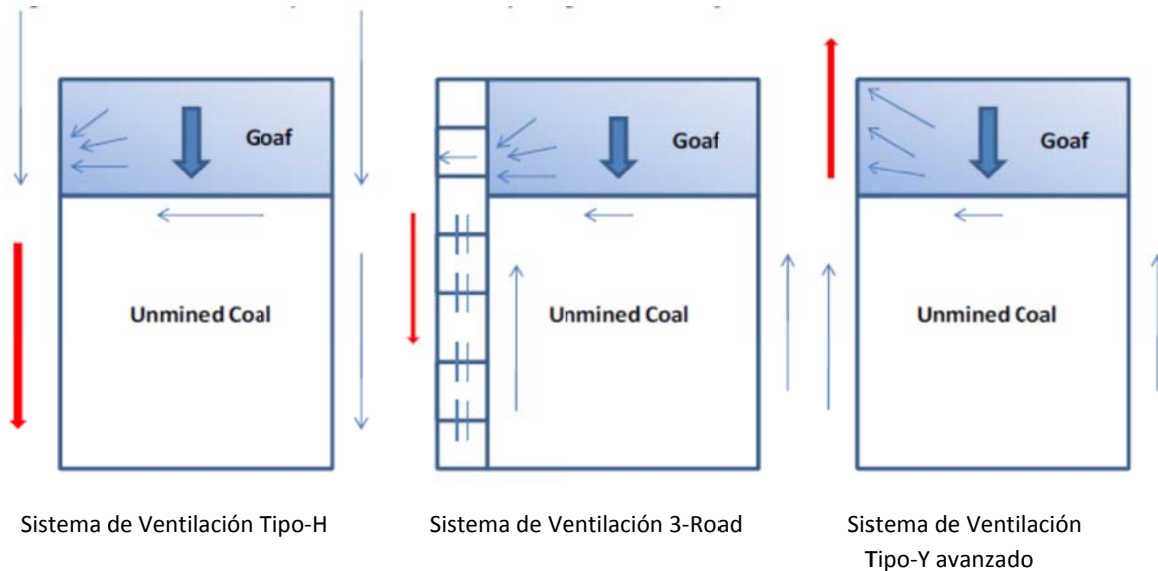 Goaf
Goaf
Goaf
Unmined Coal
Unmined Coal
Unmined Coal
Sistema de Ventilación Tipo-H
Sistema de Ventilación 3-Road
Sistema de Ventilación
Tipo-Y avanzado